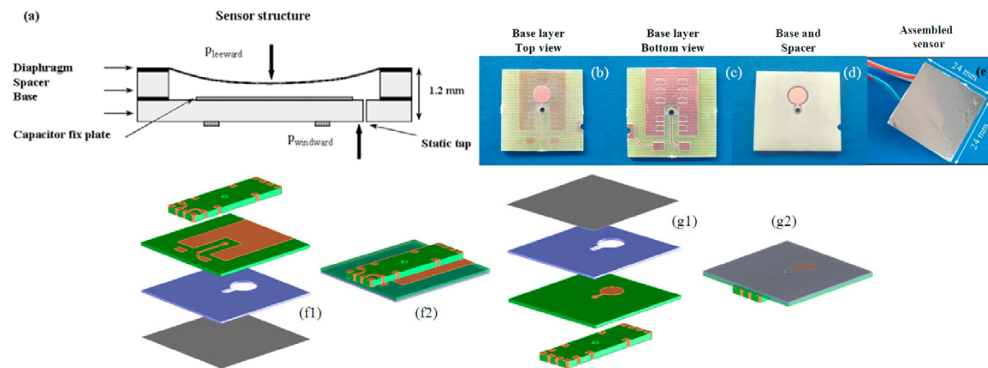 (a)
Sensor structure
Pleeward
Diaphragm
Spacer
Base
1.2 mm
Capacitor fix plate
Pwindward
Static tap
Base layer
Top view
Base layer
Bottom view
Base and
Spacer
Assembled
sensor
(b)
(c)
(d)
(e)
24 mm
24 mm
(f1)
(f2)
(g1)
(g2)